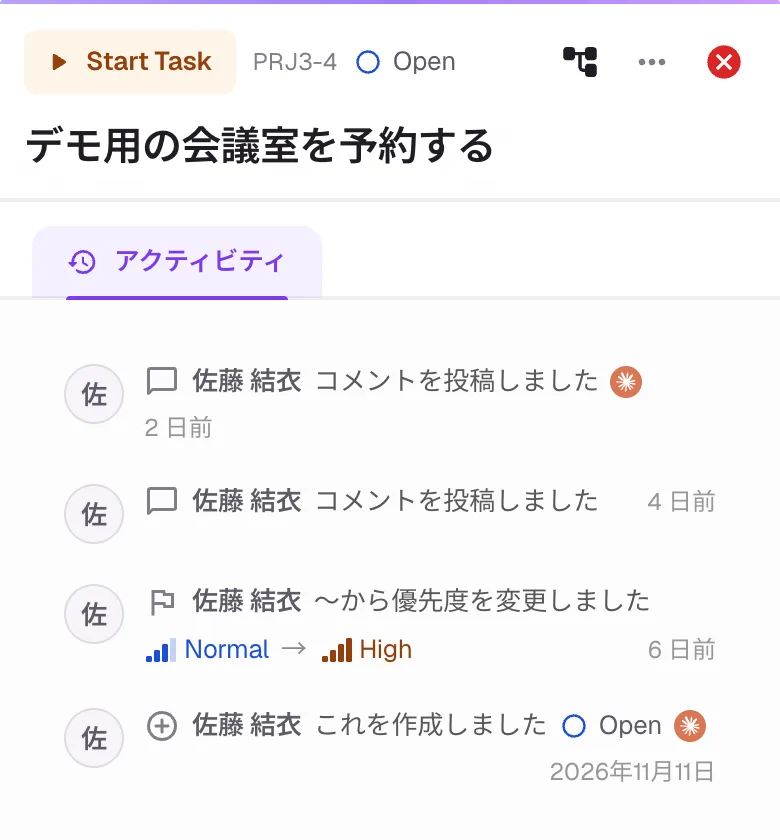 Start Task PRJ3-4 Open
デモ用の会議室を予約する
アクティビティ
佐 佐藤 結衣 コメントを投稿しました
2 日前
佐 佐藤 結衣 コメントを投稿しました 4 日前
佐 佐藤 結衣 〜から優先度を変更しました
Normal → High 6 日前
佐 佐藤 結衣 これを作成しました Open
2026年11月11日